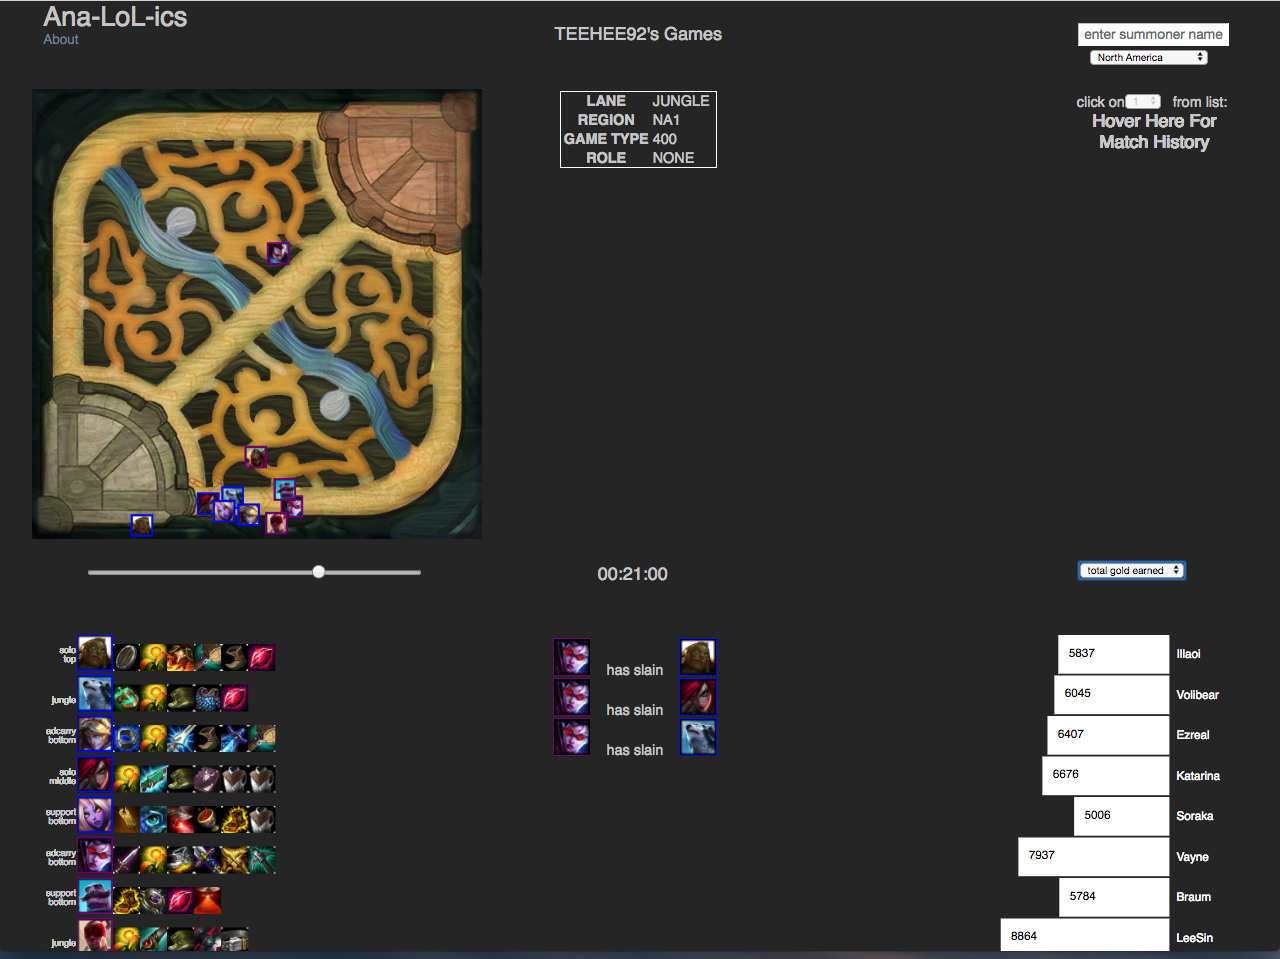 Ana-LoL-ics
About
TEEHEE92's Games
enter summoner name
North America
click on 1 from list:
Hover Here For
Match History
LANE JUNGLE
REGION NA1
GAME TYPE 400
ROLE NONE
00:21:00
total gold earned
solo
top
jungle
adcarry
bottom
solo
middle
support
bottom
adcarry
bottom
support
bottom
jungle
has slain
has slain
has slain
5837 Illaoi
6045 Volibear
6407 Ezreal
6676 Katarina
5006 Soraka
7937 Vayne
5784 Braum
8864 LeeSin